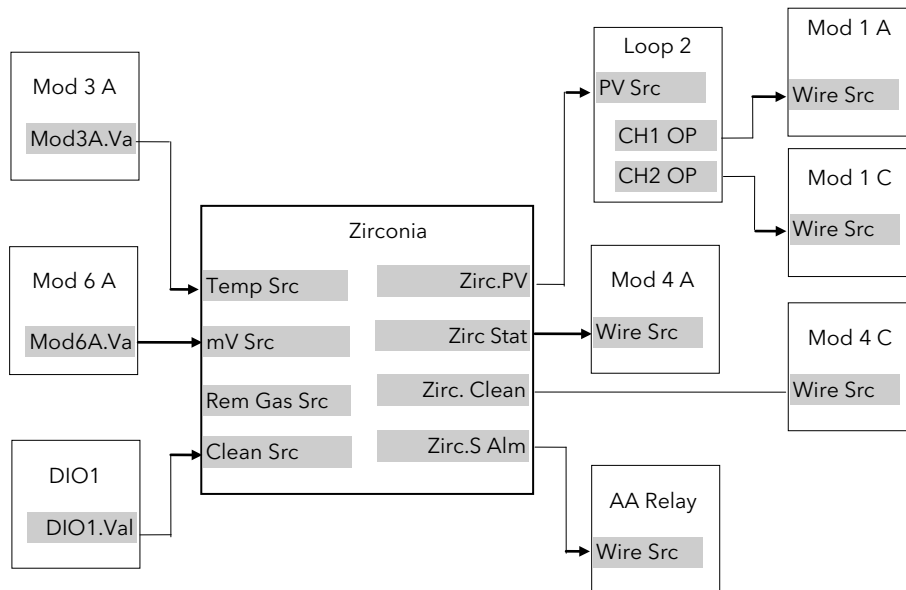 Mod 3 A
Mod3A.Va
Mod 6 A
Mod6A.Va
DIO1
DIO1.Val
Zirconia
Temp Src
mV Src
Rem Gas Src
Clean Src
Zirc.PV
Zirc Stat
Zirc. Clean
Zirc.S Alm
Loop 2
PV Src
CH1 OP
CH2 OP
Mod 4 A
Wire Src
AA Relay
Wire Src
Mod 1 A
Wire Src
Mod 1 C
Wire Src
Mod 4 C
Wire Src